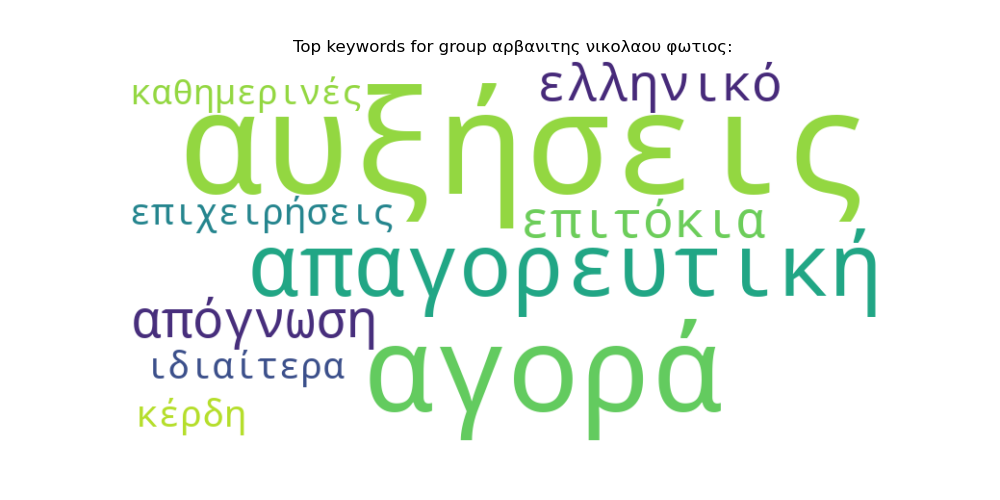 Top keywords for group αρβανιτης νικολαου φωτιος:
καθημερινές
ελληνικό
αυξήσεις
επιχειρήσεις
επιτόκια
απαγορευτική
απόγνωση
ιδιαίτερα
αγορά
κέρδη